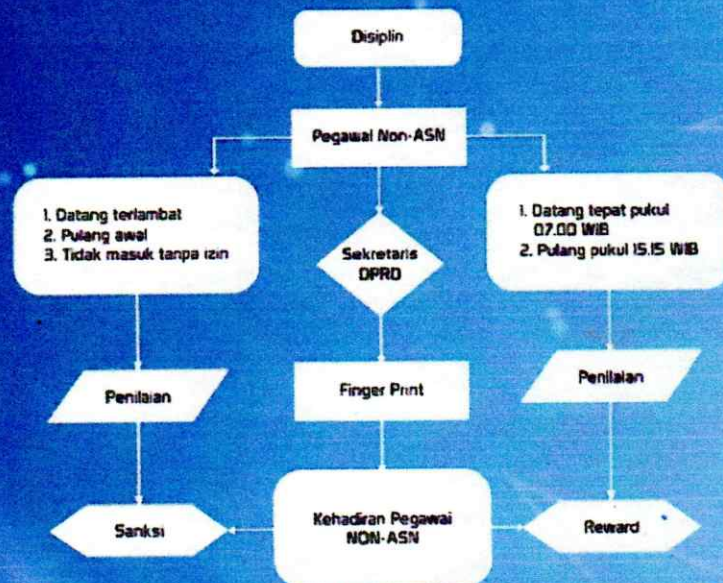 Disiplin
Pegawai Non-ASN
1. Datang terlambat
2. Pulang awal
3. Tidak masuk tanpa izin
Sekretaris
DPRD
1. Datang tepat pukul
07.00 WIB
2. Pulang pukul 15.15 WIB
Penilaian
Finger Print
Penilaian
Sanksi
Kehadiran Pegawai
NON-ASN
Reward